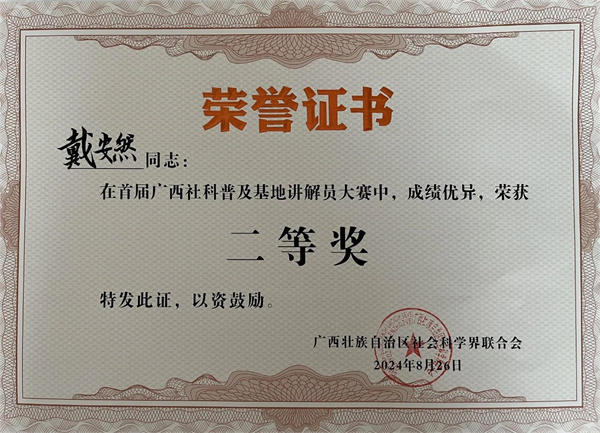 荣誉证书
戴安然同志：
在首届广西社科普及基地讲解员大赛中，成绩优异，荣获
二等奖
特发此证，以资鼓励。
广西壮族自治区社会科学界联合会
2024年8月26日